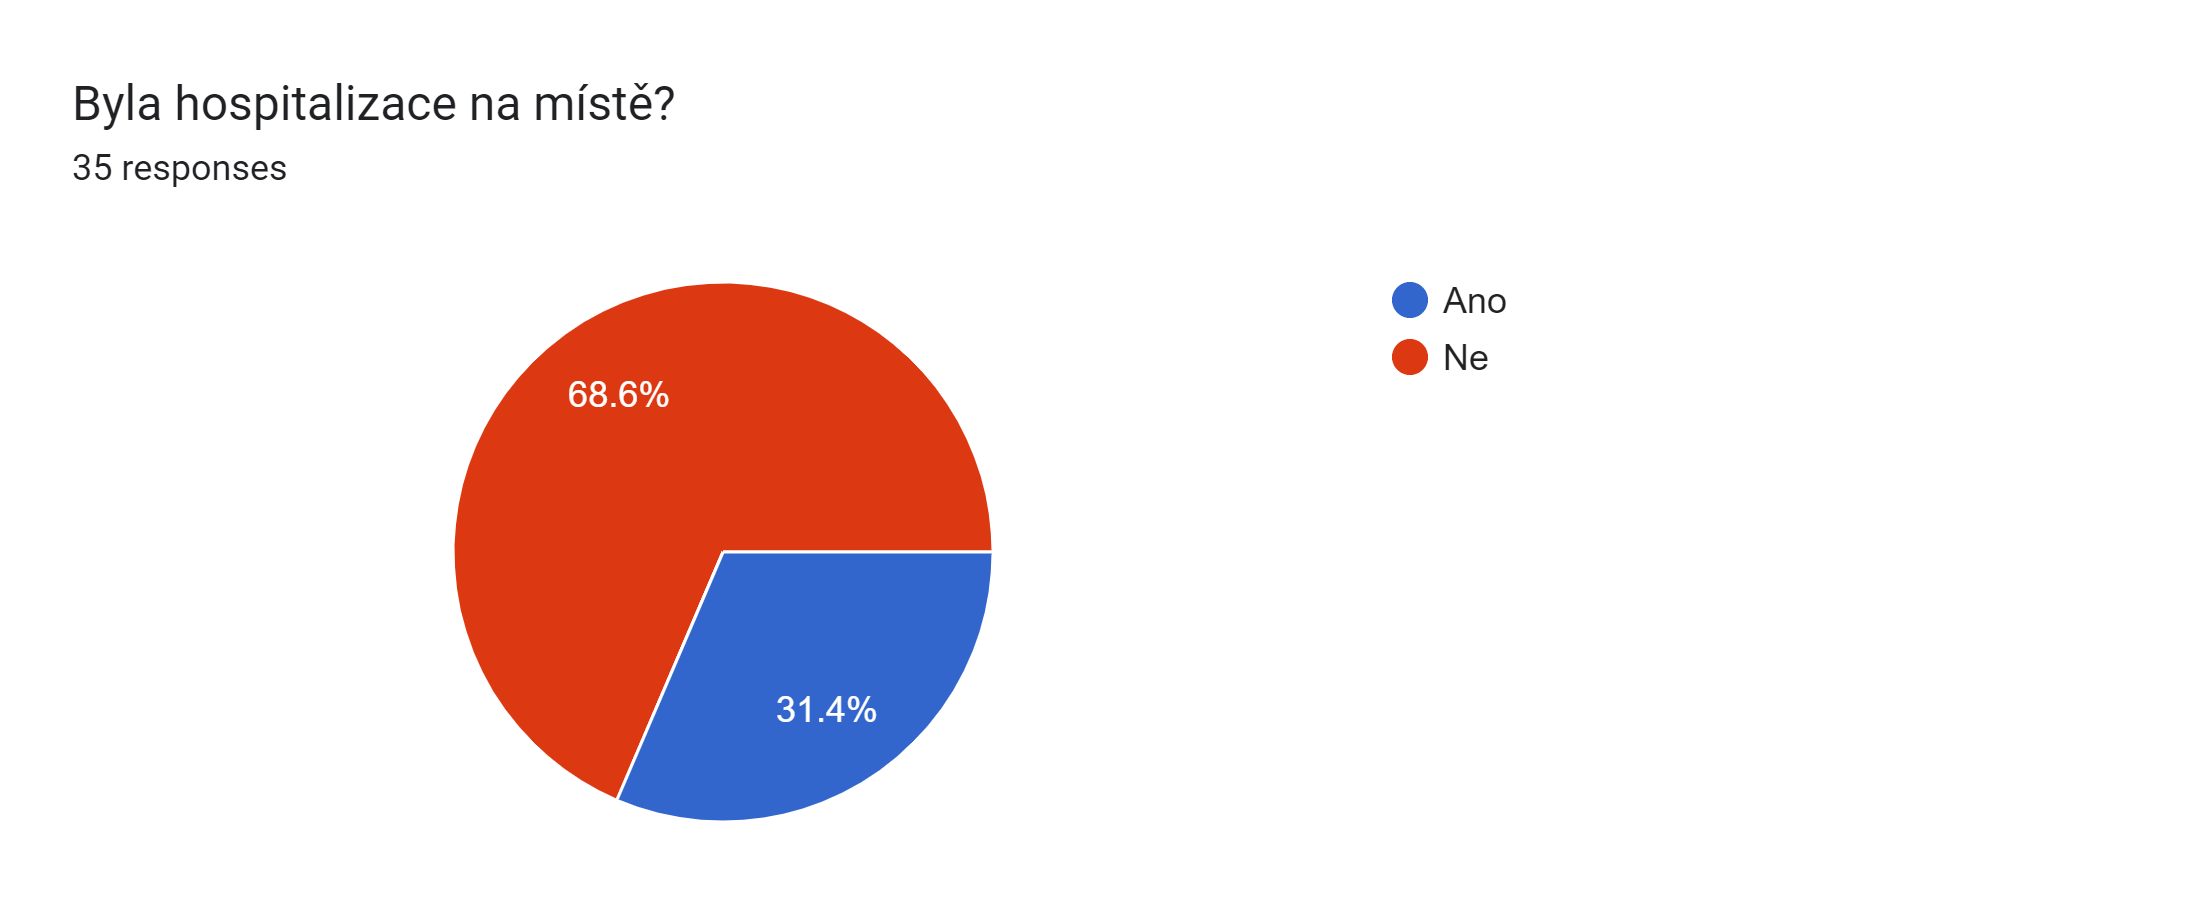 Byla hospitalizace na místě?
35 responses
Ano
Ne
68.6%
31.4%